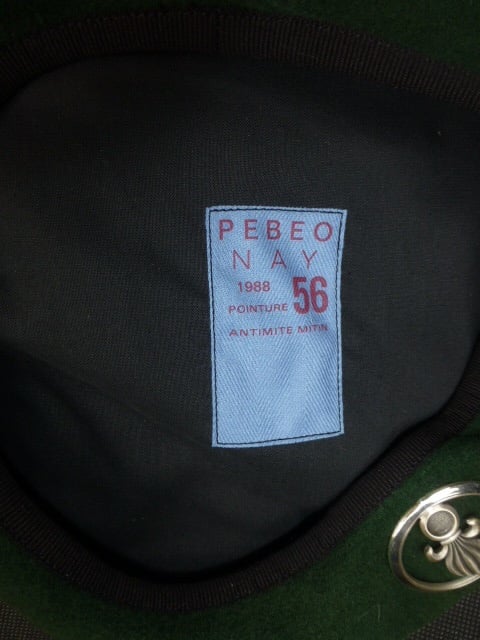 PEBEO
NAY
1988
POINTURE 56
ANTIMITE MITIN